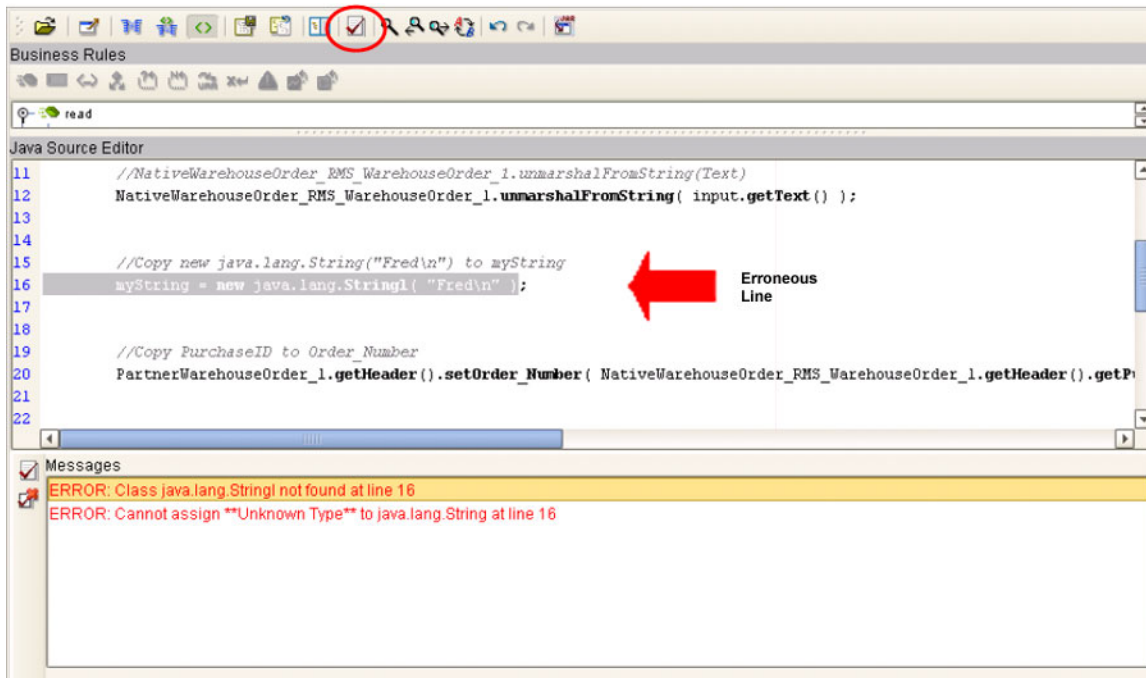 Business Rules
read
Java Source Editor
11 //NativeWarehouseOrder_RMS_WarehouseOrder_1.unmarshalFromString(Text)
12 NativeWarehouseOrder_RMS_WarehouseOrder_1.unmarshalFromString( input.getText() );
13
14
15 //Copy new java.lang.String("Fred\n") to myString
16 myString = new java.lang.Stringl( "Fred\n" );
Erroneous
Line
17
18
19 //Copy PurchaseID to Order_Number
20 PartnerWarehouseOrder_1.getHeader().setOrder_Number( NativeWarehouseOrder_RMS_WarehouseOrder_1.getHeader().getP
21
22
Messages
ERROR: Class java.lang.Stringl not found at line 16
ERROR: Cannot assign **Unknown Type** to java.lang.String at line 16